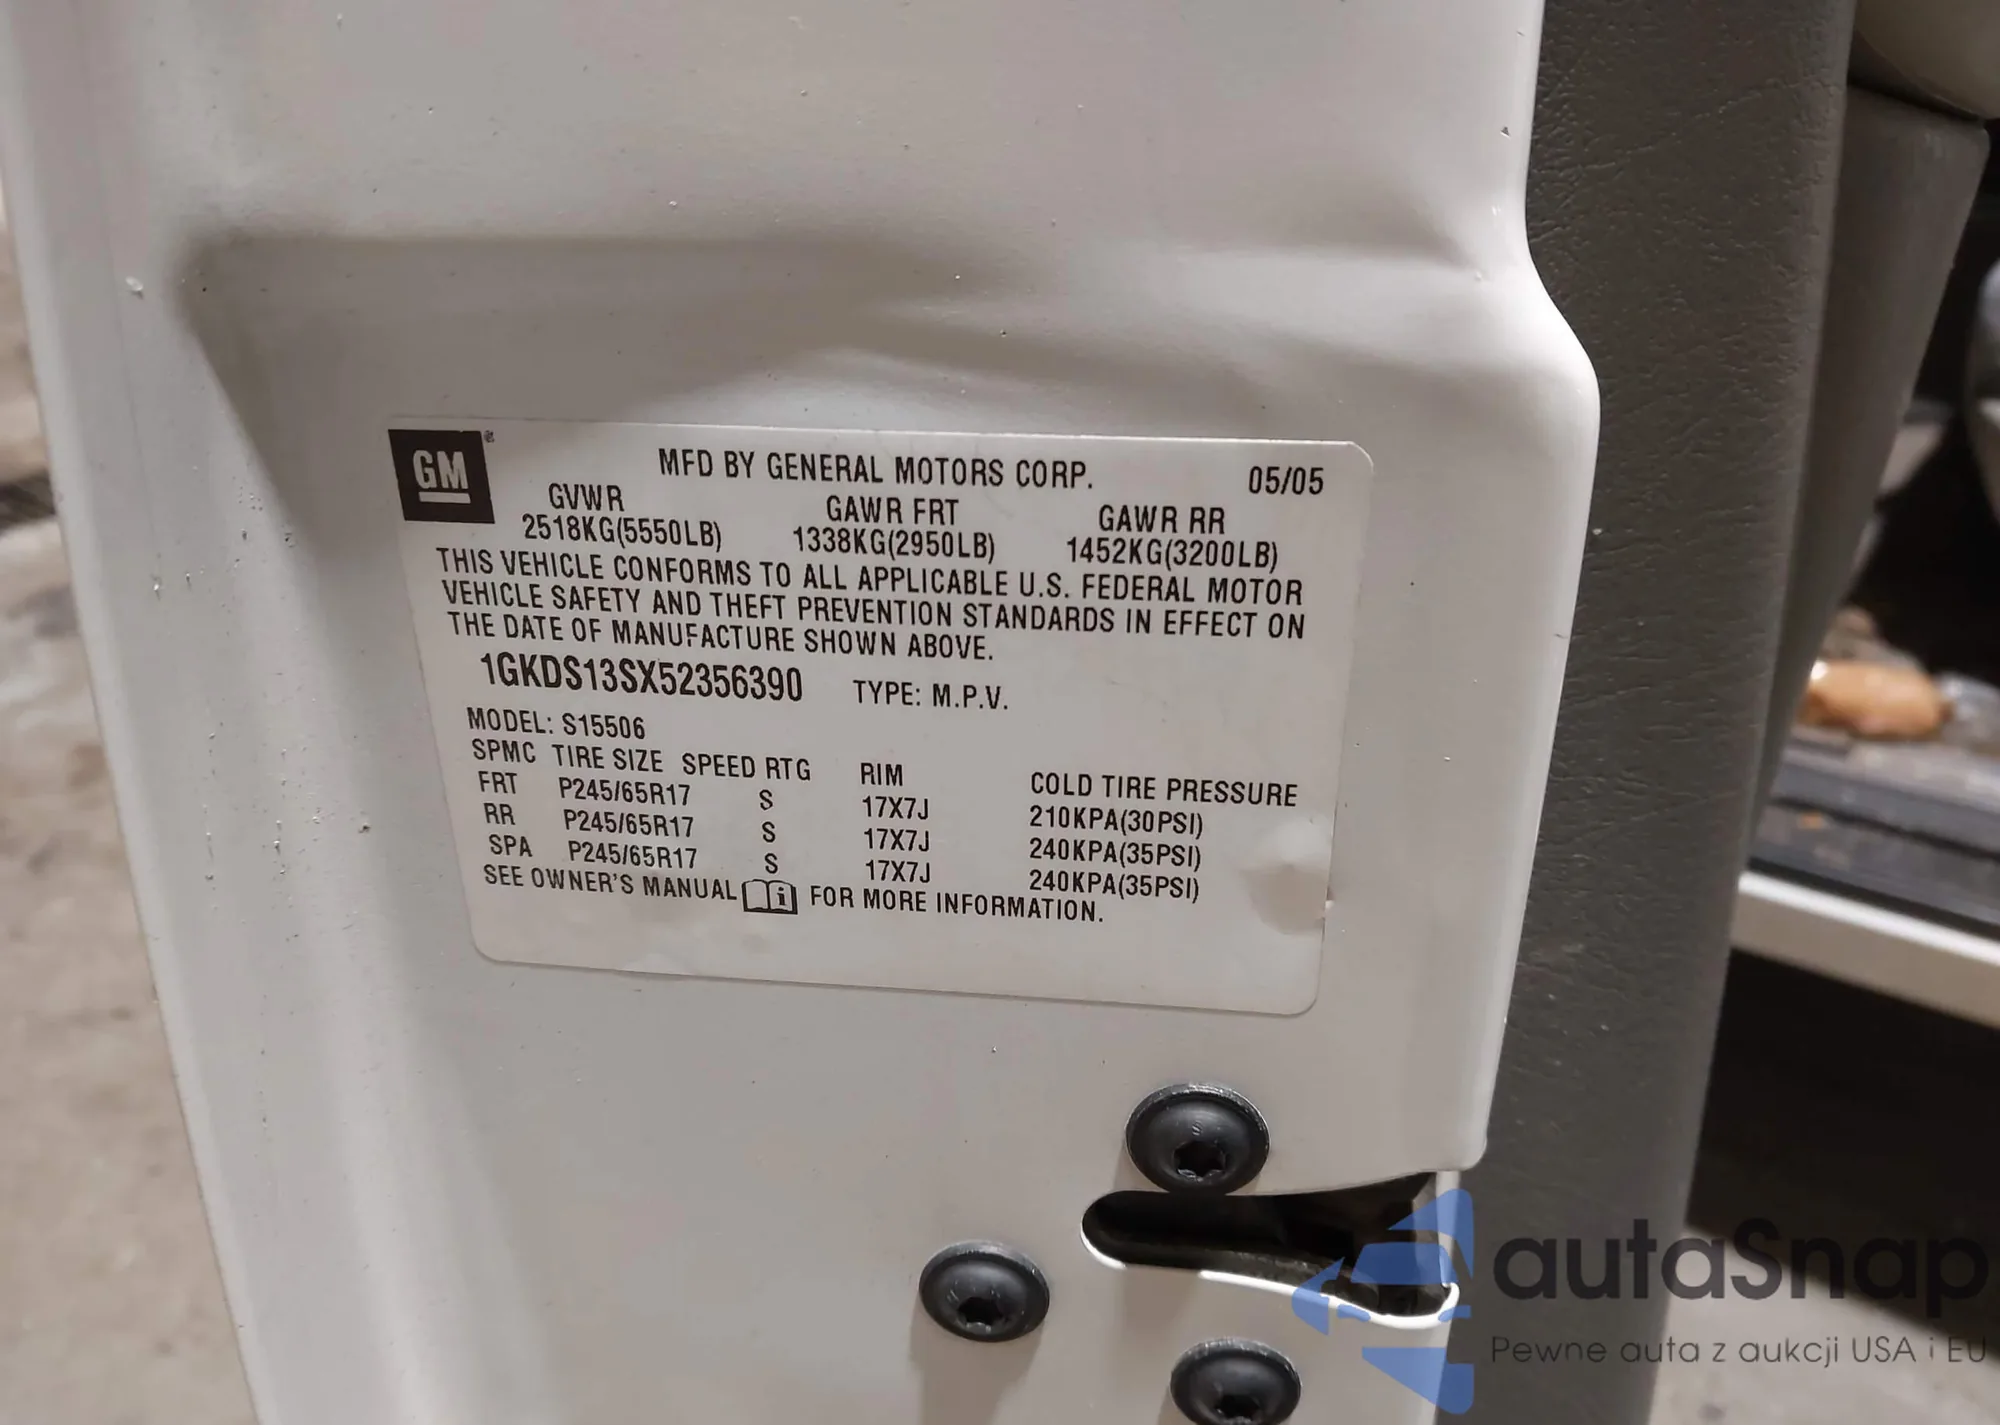 GM
MFD BY GENERAL MOTORS CORP. 05/05
GVWR GAWR FRT GAWR RR
2518KG(5550LB) 1338KG(2950LB) 1452KG(3200LB)
THIS VEHICLE CONFORMS TO ALL APPLICABLE U.S. FEDERAL MOTOR
VEHICLE SAFETY AND THEFT PREVENTION STANDARDS IN EFFECT ON
THE DATE OF MANUFACTURE SHOWN ABOVE.
1GKDS13SX52356390 TYPE: M.P.V.
MODEL: S15506
SPMC TIRE SIZE SPEED RTG RIM COLD TIRE PRESSURE
FRT P245/65R17 S 17X7J 210KPA(30PSI)
RR P245/65R17 S 17X7J 240KPA(35PSI)
SPA P245/65R17 S 17X7J 240KPA(35PSI)
SEE OWNER'S MANUAL FOR MORE INFORMATION.
autaSnap
Pewne auta z aukcji USA i EU